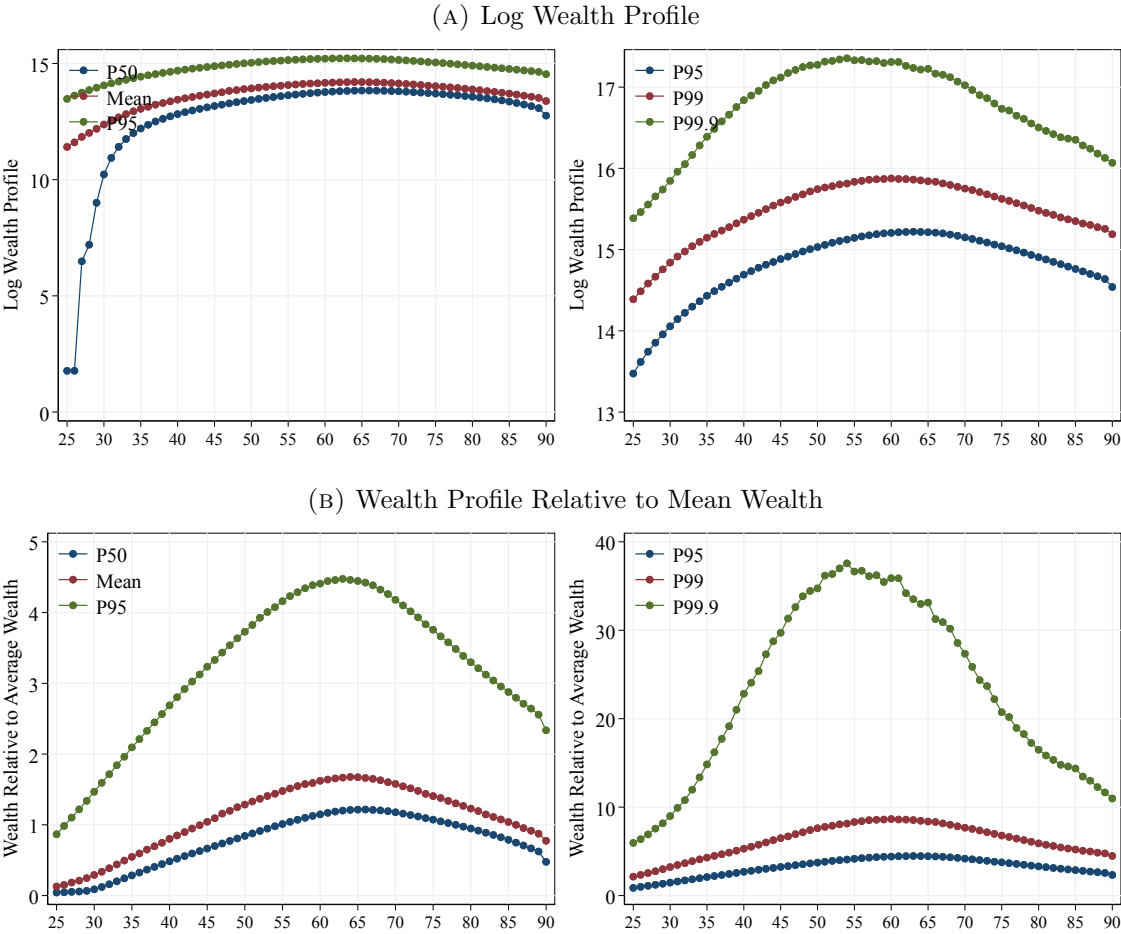 (A) Log Wealth Profile
Log Wealth Profile
15
10
5
0
P50
Mean
P95
25 30 35 40 45 50 55 60 65 70 75 80 85 90
Log Wealth Profile
17
16
15
14
13
P95
P99
P99.9
25 30 35 40 45 50 55 60 65 70 75 80 85 90
(B) Wealth Profile Relative to Mean Wealth
Wealth Relative to Average Wealth
5
4
3
2
1
0
P50
Mean
P95
25 30 35 40 45 50 55 60 65 70 75 80 85 90
Wealth Relative to Average Wealth
40
30
20
10
0
P95
P99
P99.9
25 30 35 40 45 50 55 60 65 70 75 80 85 90